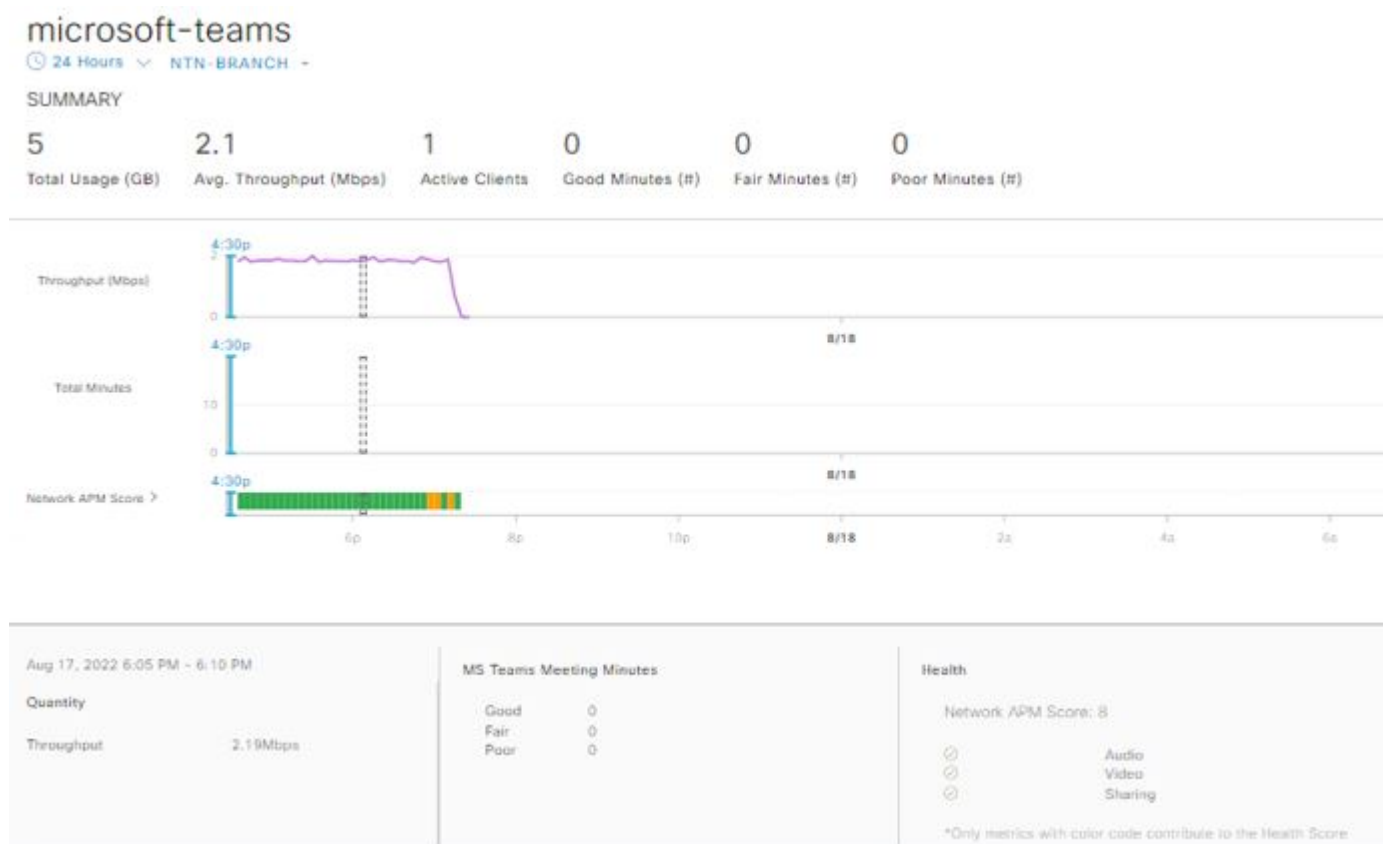 microsoft-teams
24 Hours NTN-BRANCH -
SUMMARY
5 2.1 1 0 0 0
Total Usage (GB) Avg. Throughput (Mbps) Active Clients Good Minutes (#) Fair Minutes (#) Poor Minutes (#)
4:30p
2
Throughput (Mbps)
0
8/18
4:30p
Total Minutes
10
0
8/18
4:30p
Network APM Score >
6p 8p 10p 8/18 2a 4a 6a
Aug 17, 2022 6:05 PM - 6:10 PM
Quantity
Throughput 2.19Mbps
MS Teams Meeting Minutes
Good 0
Fair 0
Poor 0
Health
Network APM Score: 8
Audio
Video
Sharing
*Only metrics with color code contribute to the Health Score